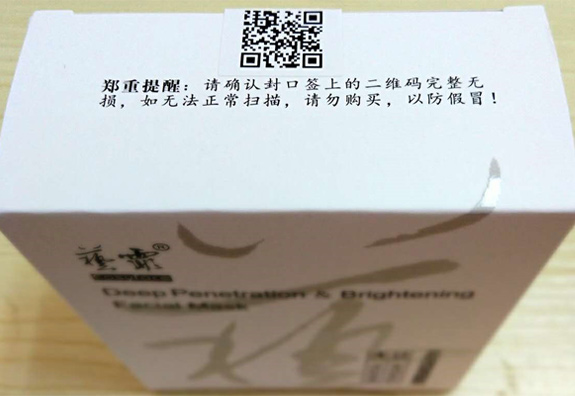 郑重提醒：请确认封口签上的二维码完整无
损，如无法正常扫描，请勿购买，以防假冒！
®
Deep Penetration & Brightening
Facial Mask